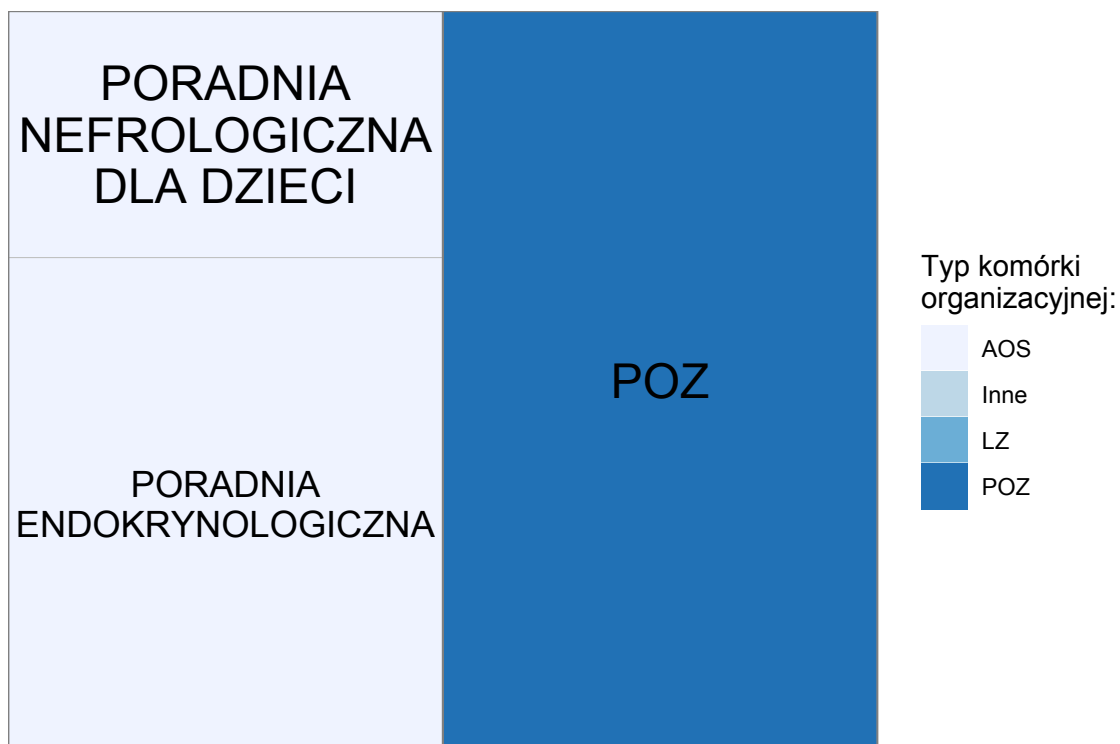 PORADNIA
NEFROLOGICZNA
DLA DZIECI
PORADNIA
ENDOKRYNOLOGICZNA
POZ
Typ komórki
organizacyjnej:
AOS
Inne
LZ
POZ